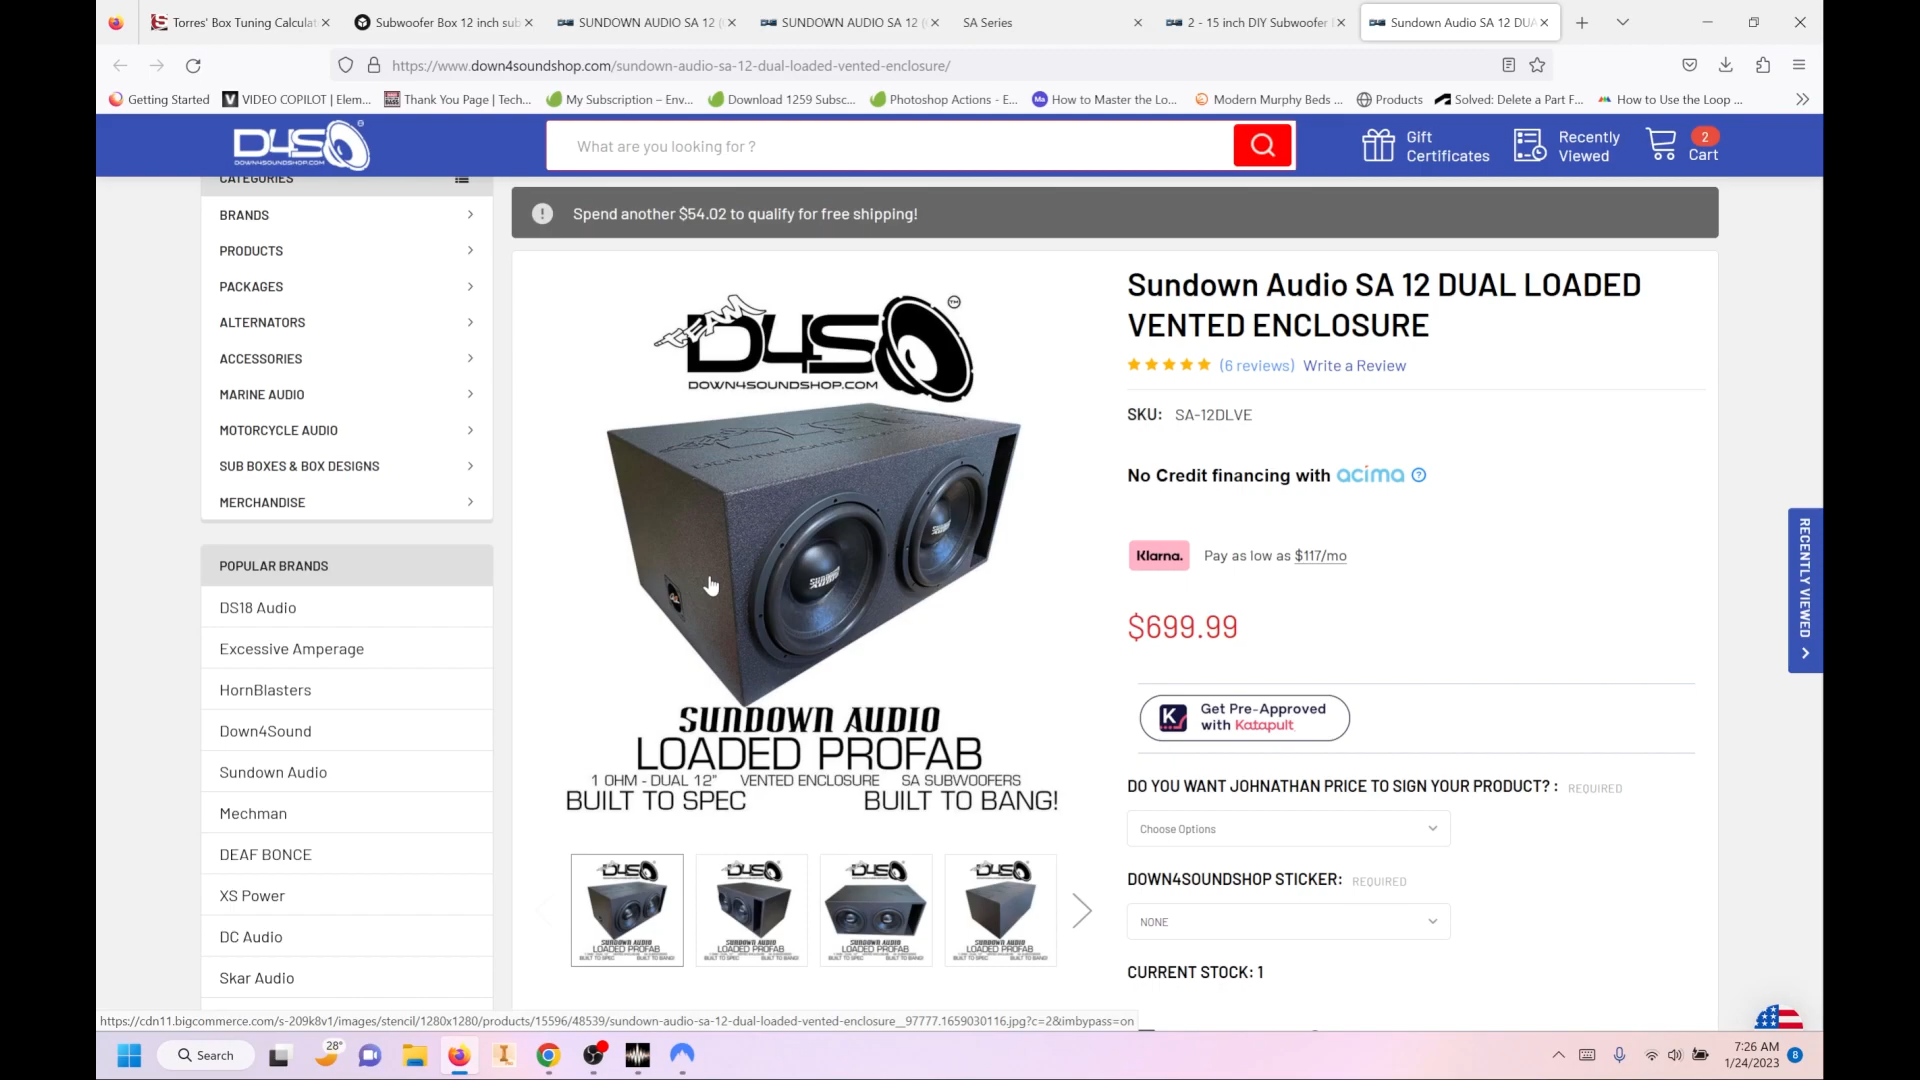 Torres' Box Tuning Calculat
Subwoofer Box 12 inch sub
SUNDOWN AUDIO SA 12 (
SUNDOWN AUDIO SA 12 (
SA Series
2 - 15 inch DIY Subwoofer
Sundown Audio SA 12 DUA
https://www.down4soundshop.com/sundown-audio-sa-12-dual-loaded-vented-enclosure/
Getting Started
VIDEO COPILOT | Elem...
Thank You Page | Tech...
My Subscription – Env...
Download 1259 Subsc...
Photoshop Actions - E...
How to Master the Lo...
Modern Murphy Beds ...
Products
Solved: Delete a Part F...
How to Use the Loop ...
D4S
DOWN4SOUNDSHOP.COM
What are you looking for ?
Gift
Certificates
Recently
Viewed
2
Cart
CATEGORIES
BRANDS
PRODUCTS
PACKAGES
ALTERNATORS
ACCESSORIES
MARINE AUDIO
MOTORCYCLE AUDIO
SUB BOXES & BOX DESIGNS
MERCHANDISE
POPULAR BRANDS
DS18 Audio
Excessive Amperage
HornBlasters
Down4Sound
Sundown Audio
Mechman
DEAF BONCE
XS Power
DC Audio
Skar Audio
Spend another $54.02 to qualify for free shipping!
TEAM
D4S
TM
DOWN4SOUNDSHOP.COM
SUNDOWN AUDIO
LOADED PROFAB
1 OHM - DUAL 12" VENTED ENCLOSURE SA SUBWOOFERS
BUILT TO SPEC BUILT TO BANG!
Sundown Audio SA 12 DUAL LOADED
VENTED ENCLOSURE
(6 reviews) Write a Review
SKU: SA-12DLVE
No Credit financing with acima ?
Klarna. Pay as low as $117/mo
$699.99
K
Get Pre-Approved
with Katapult
DO YOU WANT JOHNATHAN PRICE TO SIGN YOUR PRODUCT? : REQUIRED
Choose Options
DOWN4SOUNDSHOP STICKER: REQUIRED
NONE
CURRENT STOCK: 1
RECENTLY VIEWED
https://cdn11.bigcommerce.com/s-209k8v1/images/stencil/1280x1280/products/15596/48539/sundown-audio-sa-12-dual-loaded-vented-enclosure__97777.1659030116.jpg?c=2&imbypass=on
Search
28°
7:26 AM
1/24/2023
8